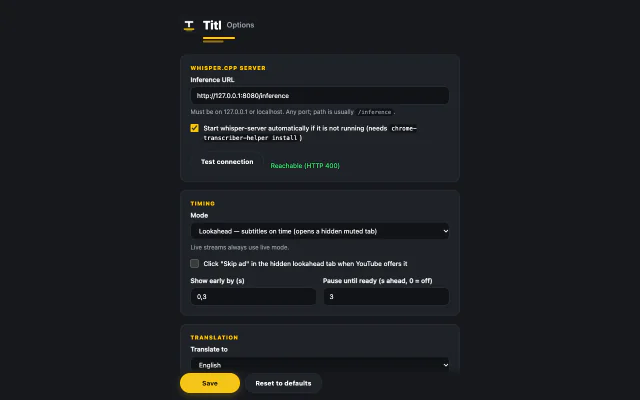 T
Titl Options
WHISPER.CPP SERVER
Inference URL
http://127.0.0.1:8080/inference
Must be on 127.0.0.1 or localhost. Any port; path is usually /inference.
Start whisper-server automatically if it is not running (needs chrome-
transcriber-helper install)
Test connection
Reachable (HTTP 400)
TIMING
Mode
Lookahead — subtitles on time (opens a hidden muted tab)
Live streams always use live mode.
Click "Skip ad" in the hidden lookahead tab when YouTube offers it
Show early by (s) Pause until ready (s ahead, 0 = off)
0,3 3
TRANSLATION
Translate to
English
Save Reset to defaults